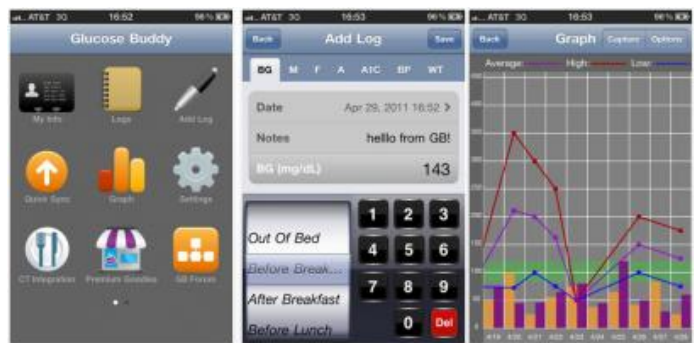 AT&T 3G 16:52 96%
Glucose Buddy
My Info Logs Add Log
Quick Sync Graph Settings
CT Integration Premium Goodies GB Forum
AT&T 3G 16:53 96%
Back Add Log Save
BG M F A A1C BP WT
Date Apr 29, 2011 16:52
Notes helllo from GB!
BG (mg/dL) 143
Out Of Bed
Before Break...
After Breakfast
Before Lunch
1 2 3
4 5 6
7 8 9
0 Del
AT&T 3G 16:53 96%
Back Graph Capture Options
Average: High: Low: